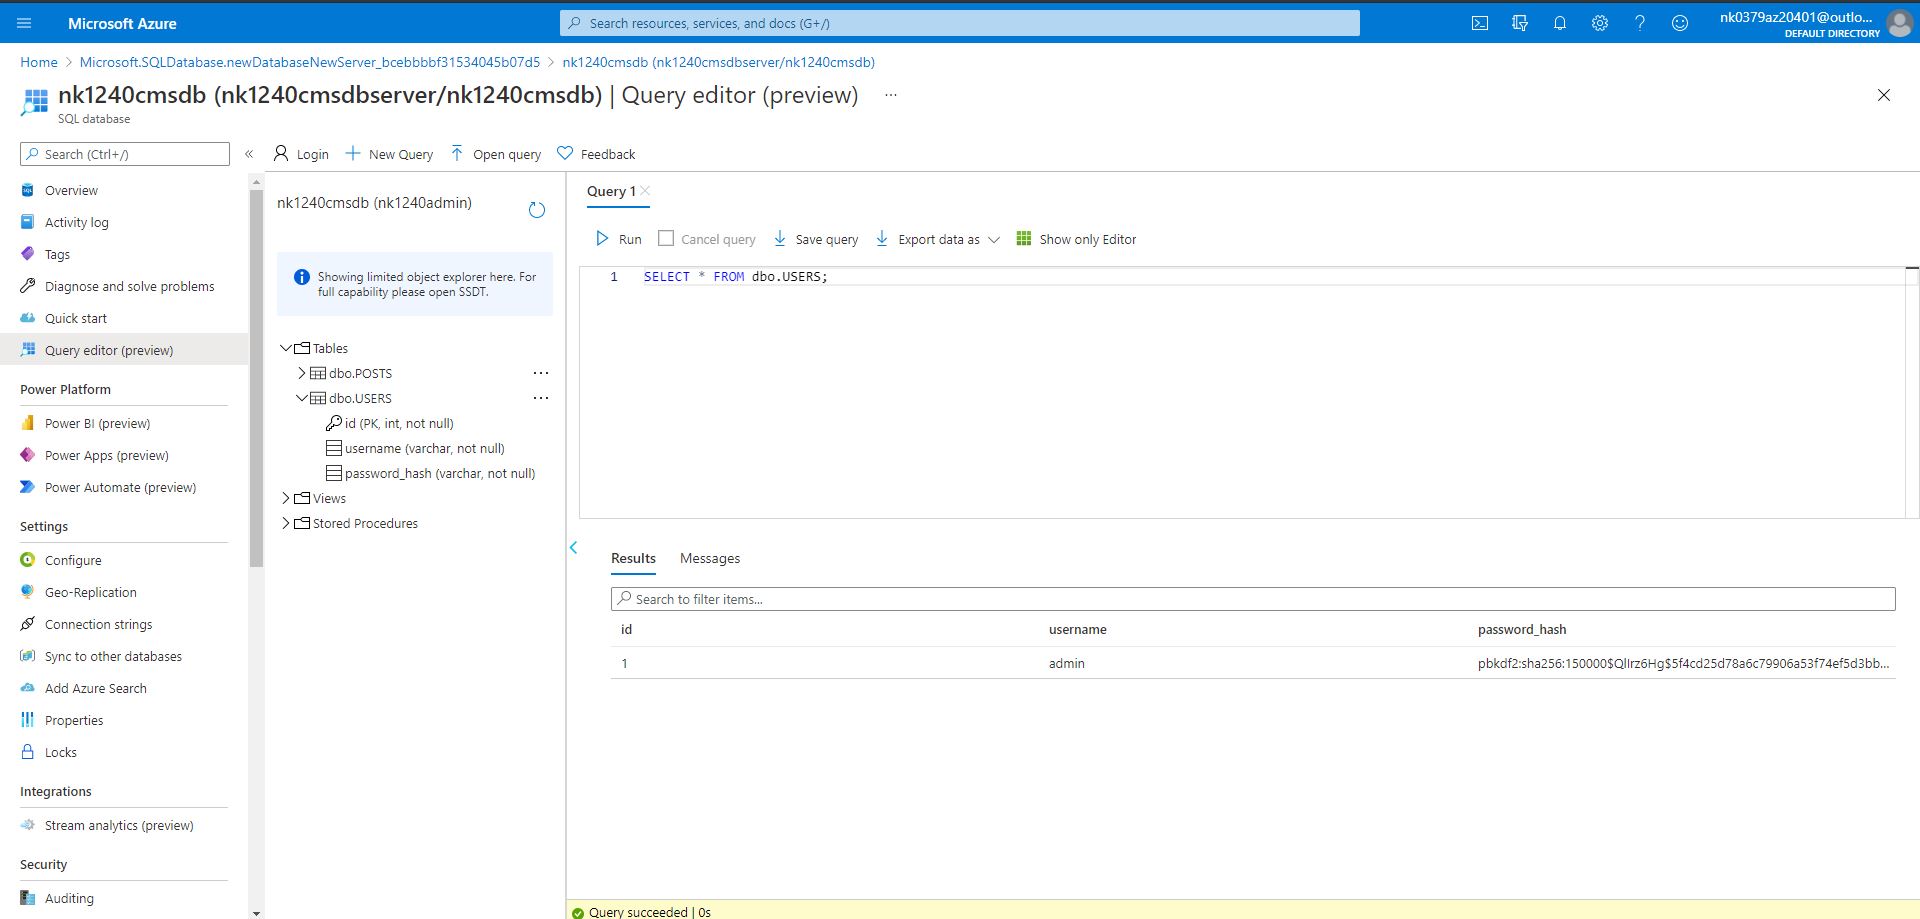 Microsoft Azure
Search resources, services, and docs (G+/)
nk0379az20401@outlo...
DEFAULT DIRECTORY
Home > Microsoft.SQLDatabase.newDatabaseNewServer_bcebbbbf31534045b07d5 > nk1240cmsdb (nk1240cmsdbserver/nk1240cmsdb)
nk1240cmsdb (nk1240cmsdbserver/nk1240cmsdb) | Query editor (preview) ...
SQL database
Search (Ctrl+/)
Overview
Activity log
Tags
Diagnose and solve problems
Quick start
Query editor (preview)
Power Platform
Power BI (preview)
Power Apps (preview)
Power Automate (preview)
Settings
Configure
Geo-Replication
Connection strings
Sync to other databases
Add Azure Search
Properties
Locks
Integrations
Stream analytics (preview)
Security
Auditing
Login
New Query
Open query
Feedback
nk1240cmsdb (nk1240admin)
Showing limited object explorer here. For
full capability please open SSDT.
Tables
dbo.POSTS ...
dbo.USERS ...
id (PK, int, not null)
username (varchar, not null)
password_hash (varchar, not null)
Views
Stored Procedures
Query 1
Run
Cancel query
Save query
Export data as
Show only Editor
1 SELECT * FROM dbo.USERS;
Results
Messages
Search to filter items...
id username password_hash
1 admin pbkdf2:sha256:150000$QlIrz6Hg$5f4cd25d78a6c79906a53f74ef5d3bb...
Query succeeded | 0s